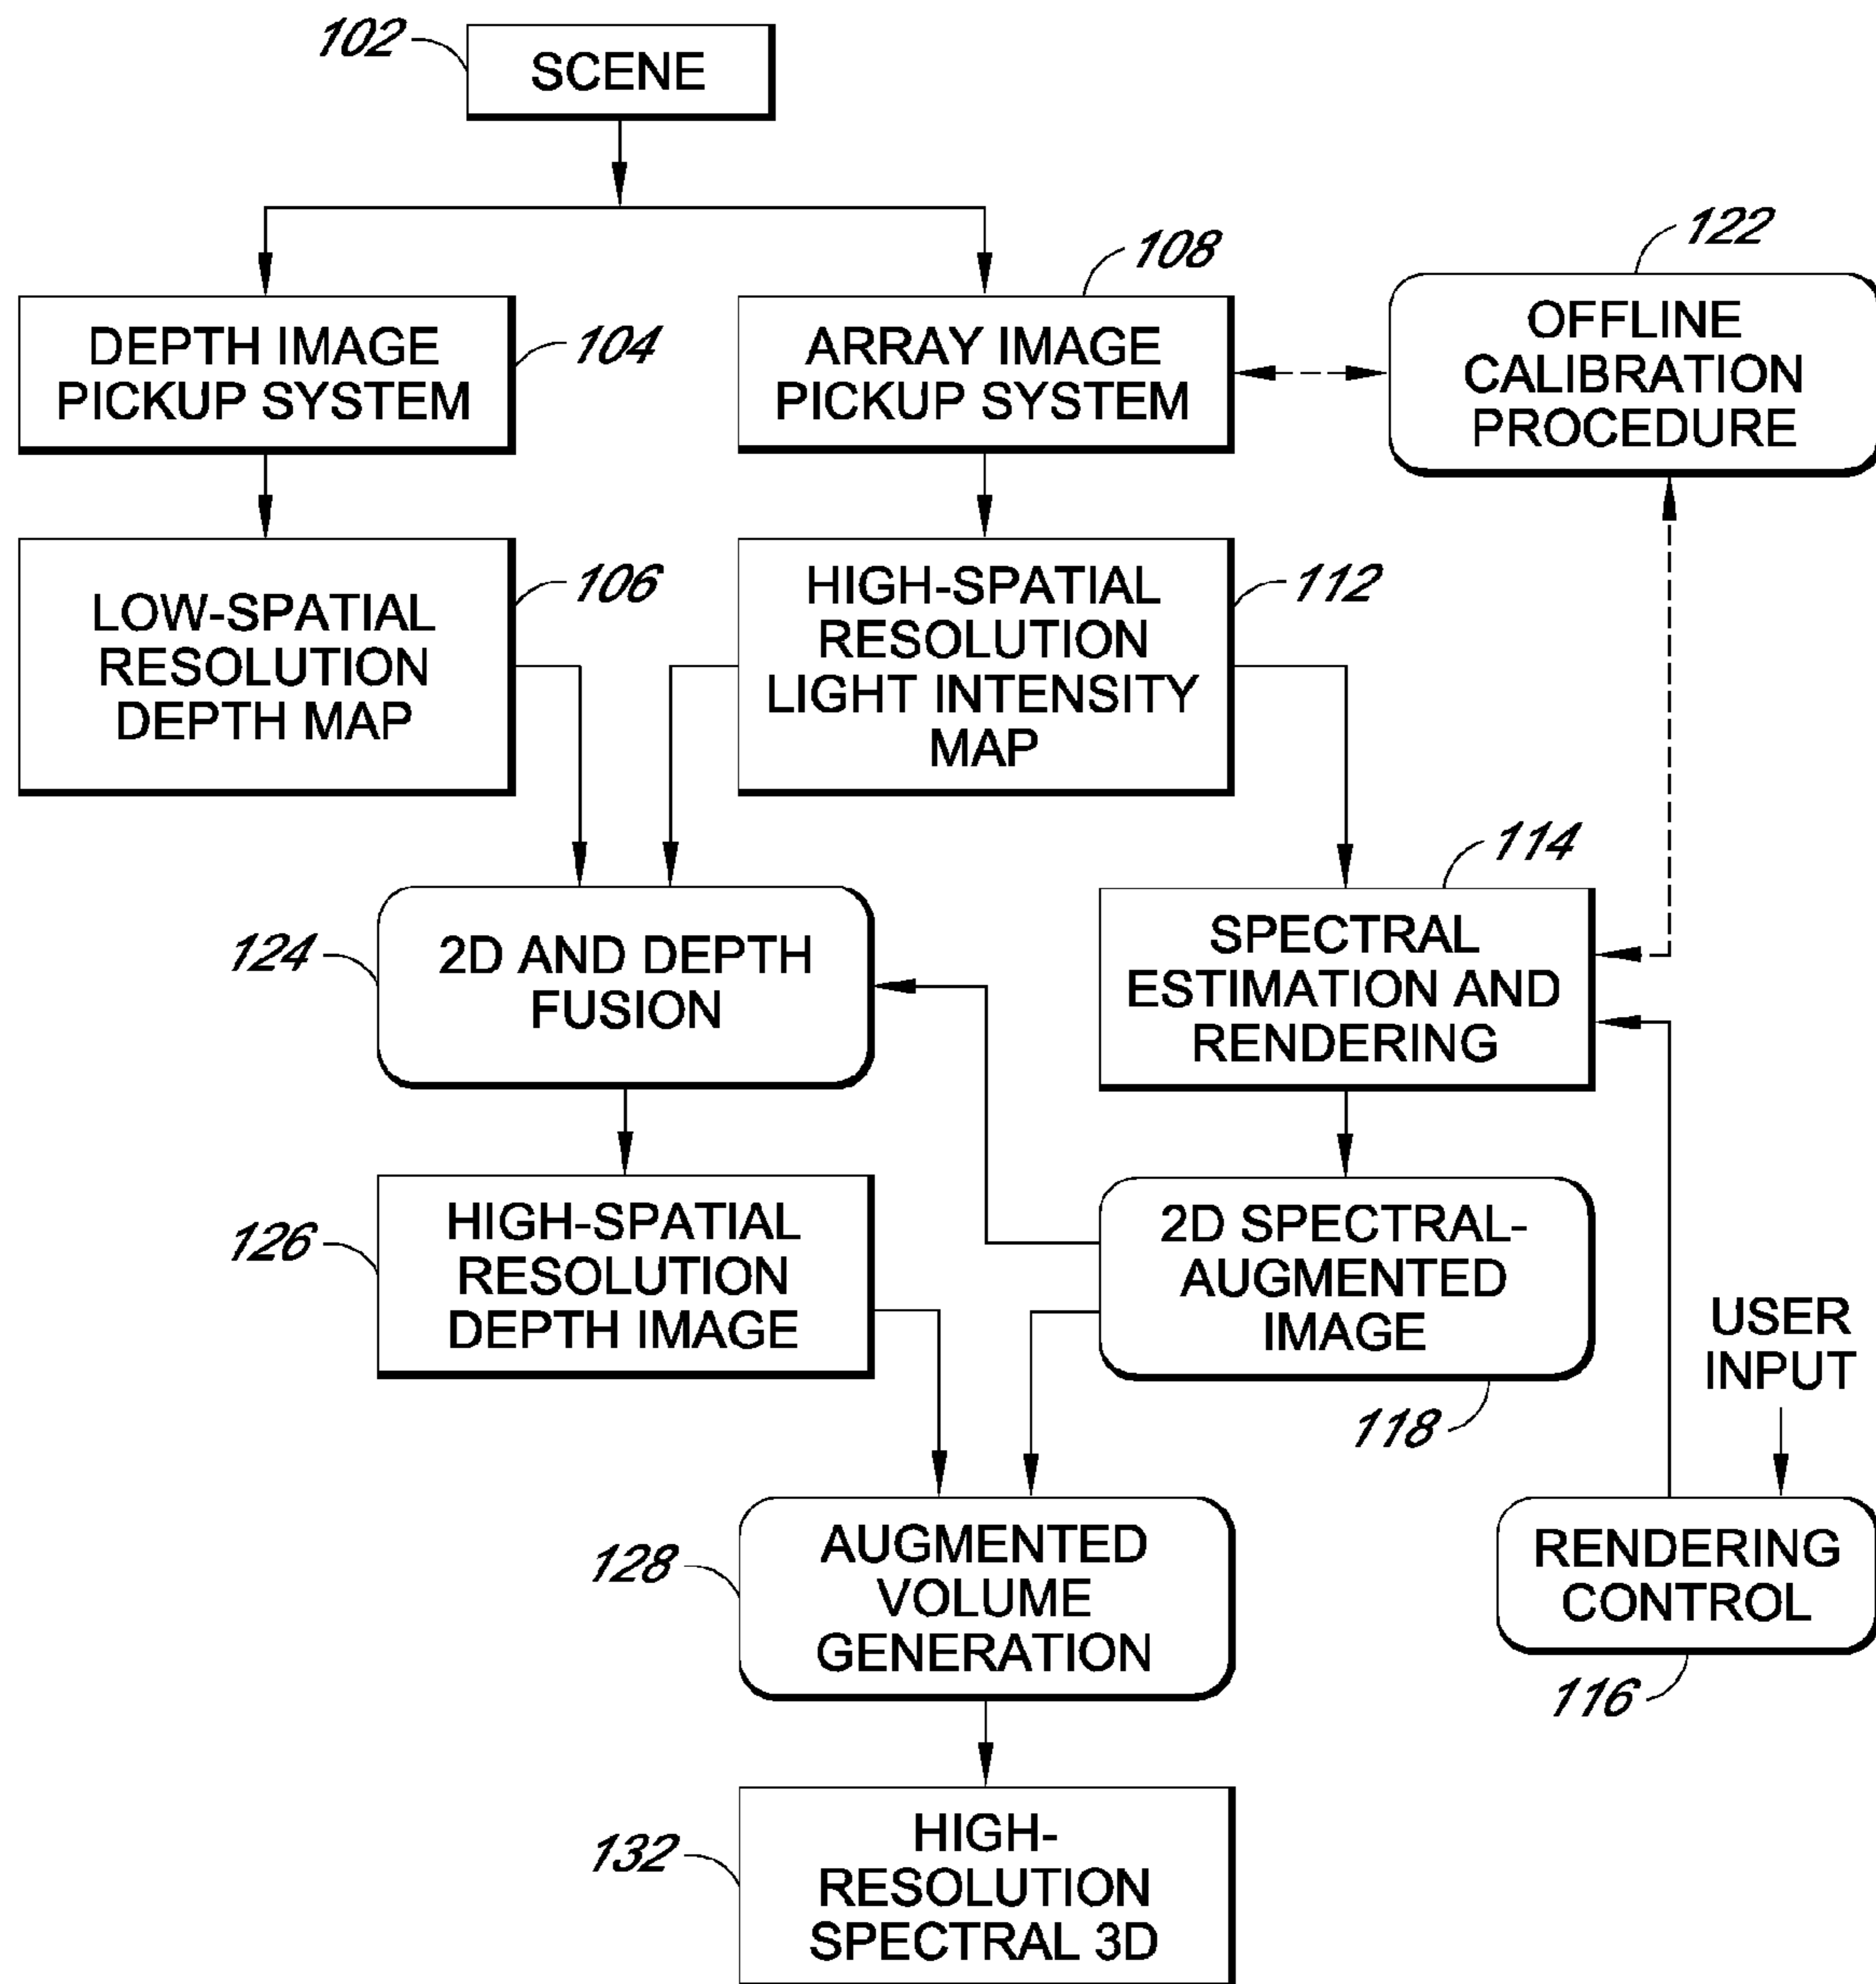 102
SCENE
108
122
DEPTH IMAGE
PICKUP SYSTEM
104
ARRAY IMAGE
PICKUP SYSTEM
OFFLINE
CALIBRATION
PROCEDURE
LOW-SPATIAL
RESOLUTION
DEPTH MAP
106
HIGH-SPATIAL
RESOLUTION
LIGHT INTENSITY
MAP
112
114
124
2D AND DEPTH
FUSION
SPECTRAL
ESTIMATION AND
RENDERING
126
HIGH-SPATIAL
RESOLUTION
DEPTH IMAGE
2D SPECTRAL-
AUGMENTED
IMAGE
118
USER
INPUT
128
AUGMENTED
VOLUME
GENERATION
RENDERING
CONTROL
116
132
HIGH-
RESOLUTION
SPECTRAL 3D